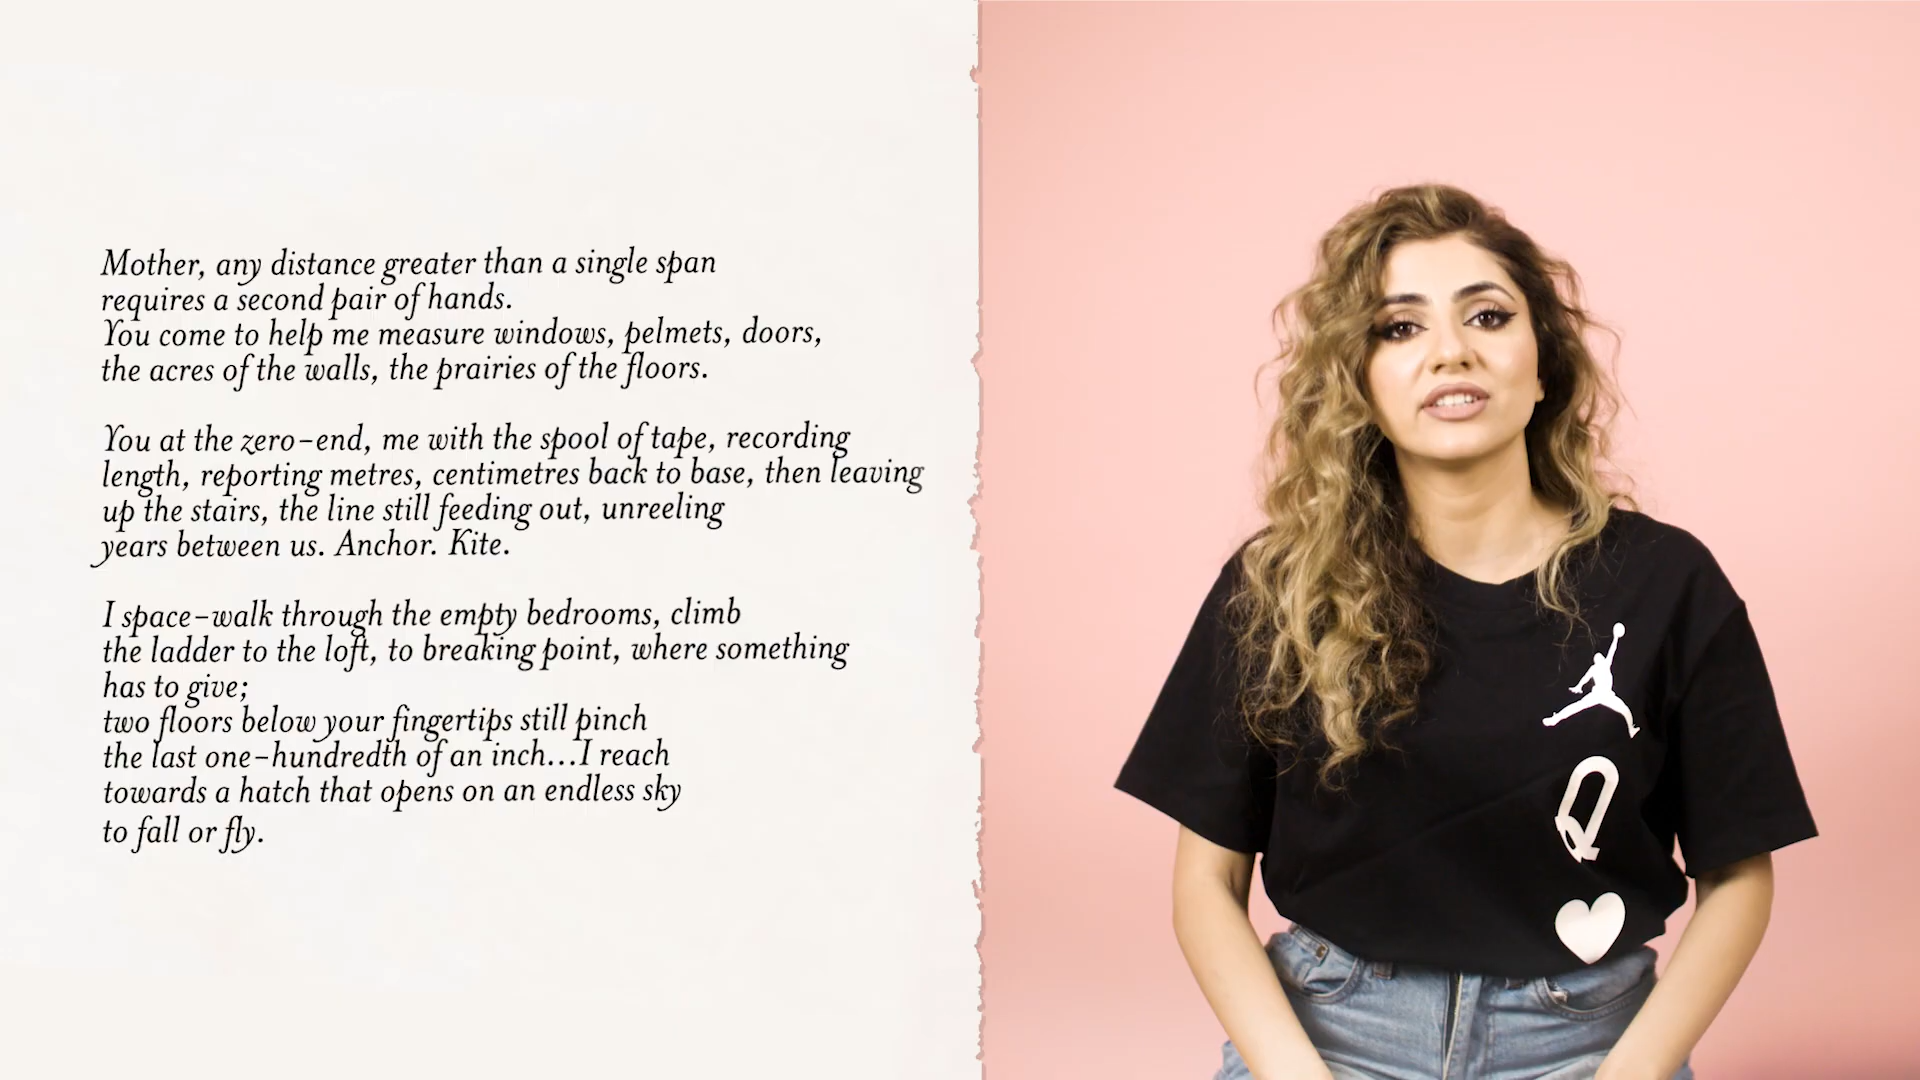 Mother, any distance greater than a single span
requires a second pair of hands.
You come to help me measure windows, pelmets, doors,
the acres of the walls, the prairies of the floors.
You at the zero-end, me with the spool of tape, recording
length, reporting metres, centimetres back to base, then leaving
up the stairs, the line still feeding out, unreeling
years between us. Anchor. Kite.
I space-walk through the empty bedrooms, climb
the ladder to the loft, to breaking point, where something
has to give;
two floors below your fingertips still pinch
the last one-hundredth of an inch...I reach
towards a hatch that opens on an endless sky
to fall or fly.
Q